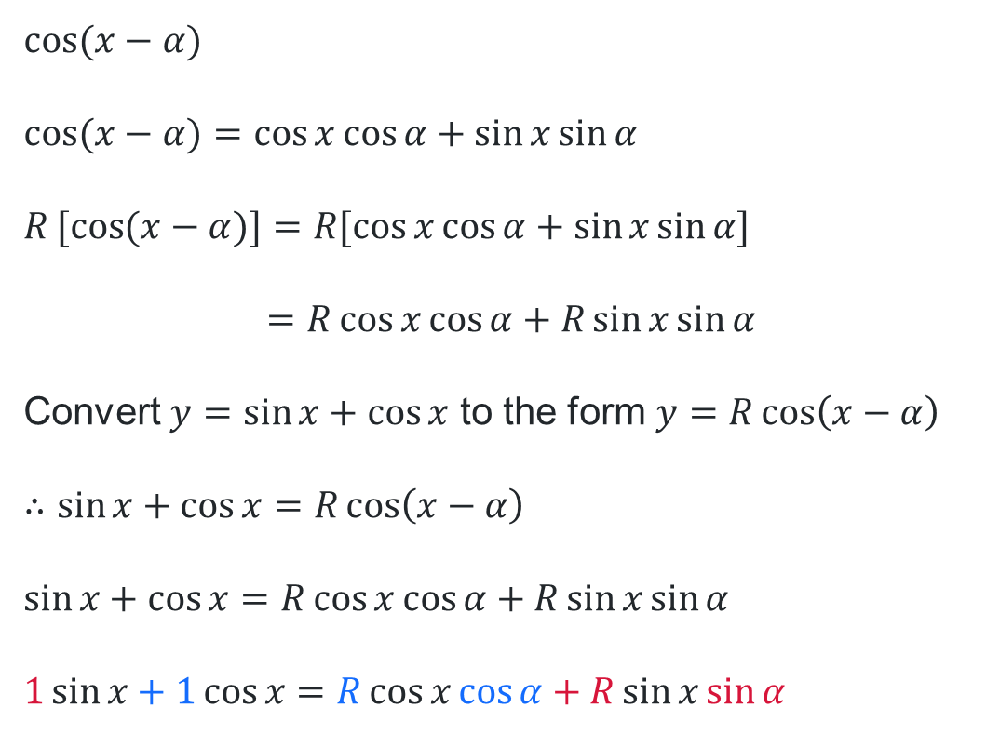 cos(x − α)
cos(x − α) = cos x cos α + sin x sin α
R [cos(x − α)] = R[cos x cos α + sin x sin α]
= R cos x cos α + R sin x sin α
Convert y = sin x + cos x to the form y = R cos(x − α)
∴ sin x + cos x = R cos(x − α)
sin x + cos x = R cos x cos α + R sin x sin α
1 sin x + 1 cos x = R cos x cos α + R sin x sin α